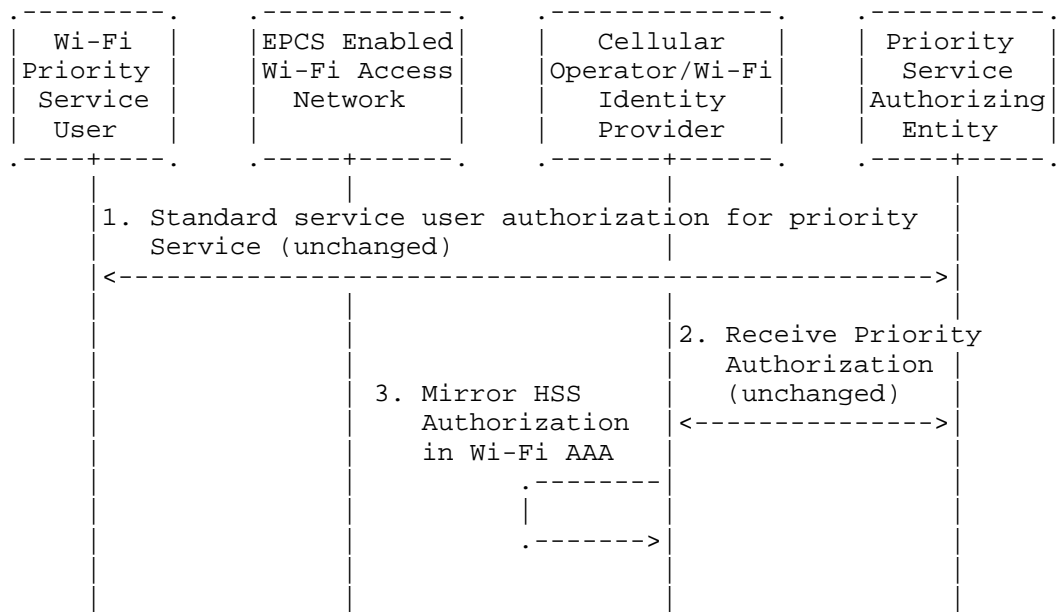 Wi-Fi
Priority
Service
User
EPCS Enabled
Wi-Fi Access
Network
Cellular
Operator/Wi-Fi
Identity
Provider
Priority
Service
Authorizing
Entity
1. Standard service user authorization for priority
Service (unchanged)
2. Receive Priority
Authorization
(unchanged)
3. Mirror HSS
Authorization
in Wi-Fi AAA